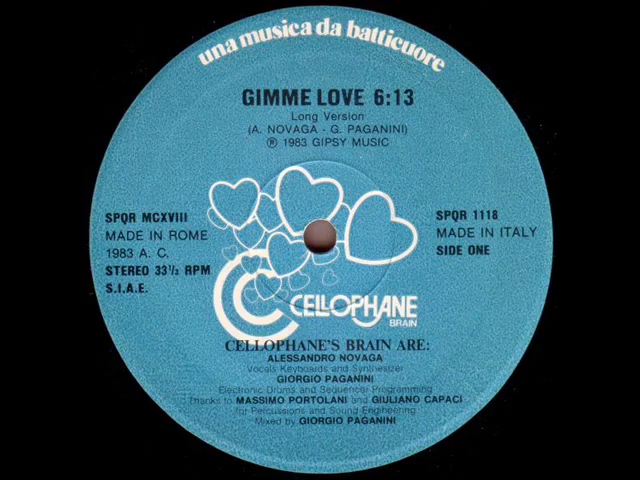 una musica da batticuore
GIMME LOVE 6:13
Long Version
(A. NOVAGA - G. PAGANINI)
℗ 1983 GIPSY MUSIC
SPQR MCXVIII
MADE IN ROME
1983 A. C.
STEREO 33½ RPM
S.I.A.E.
SPQR 1118
MADE IN ITALY
SIDE ONE
CELLOPHANE
BRAIN
CELLOPHANE'S BRAIN ARE:
ALESSANDRO NOVAGA
Vocals Keyboards and Synthesizer
GIORGIO PAGANINI
Electronic Drums and Sequencer Programming
Thanks to MASSIMO PORTOLANI and GIULIANO CAPACI
for Percussions and Sound Engineering
Mixed by GIORGIO PAGANINI